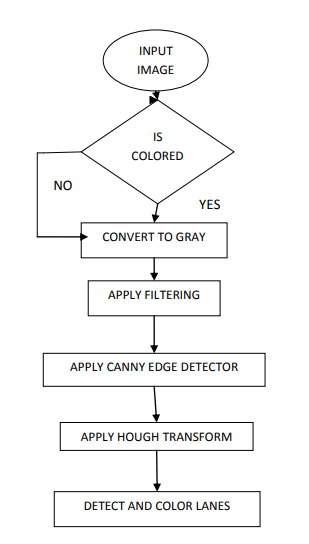 INPUT
IMAGE
IS
COLORED
NO
YES
CONVERT TO GRAY
APPLY FILTERING
APPLY CANNY EDGE DETECTOR
APPLY HOUGH TRANSFORM
DETECT AND COLOR LANES